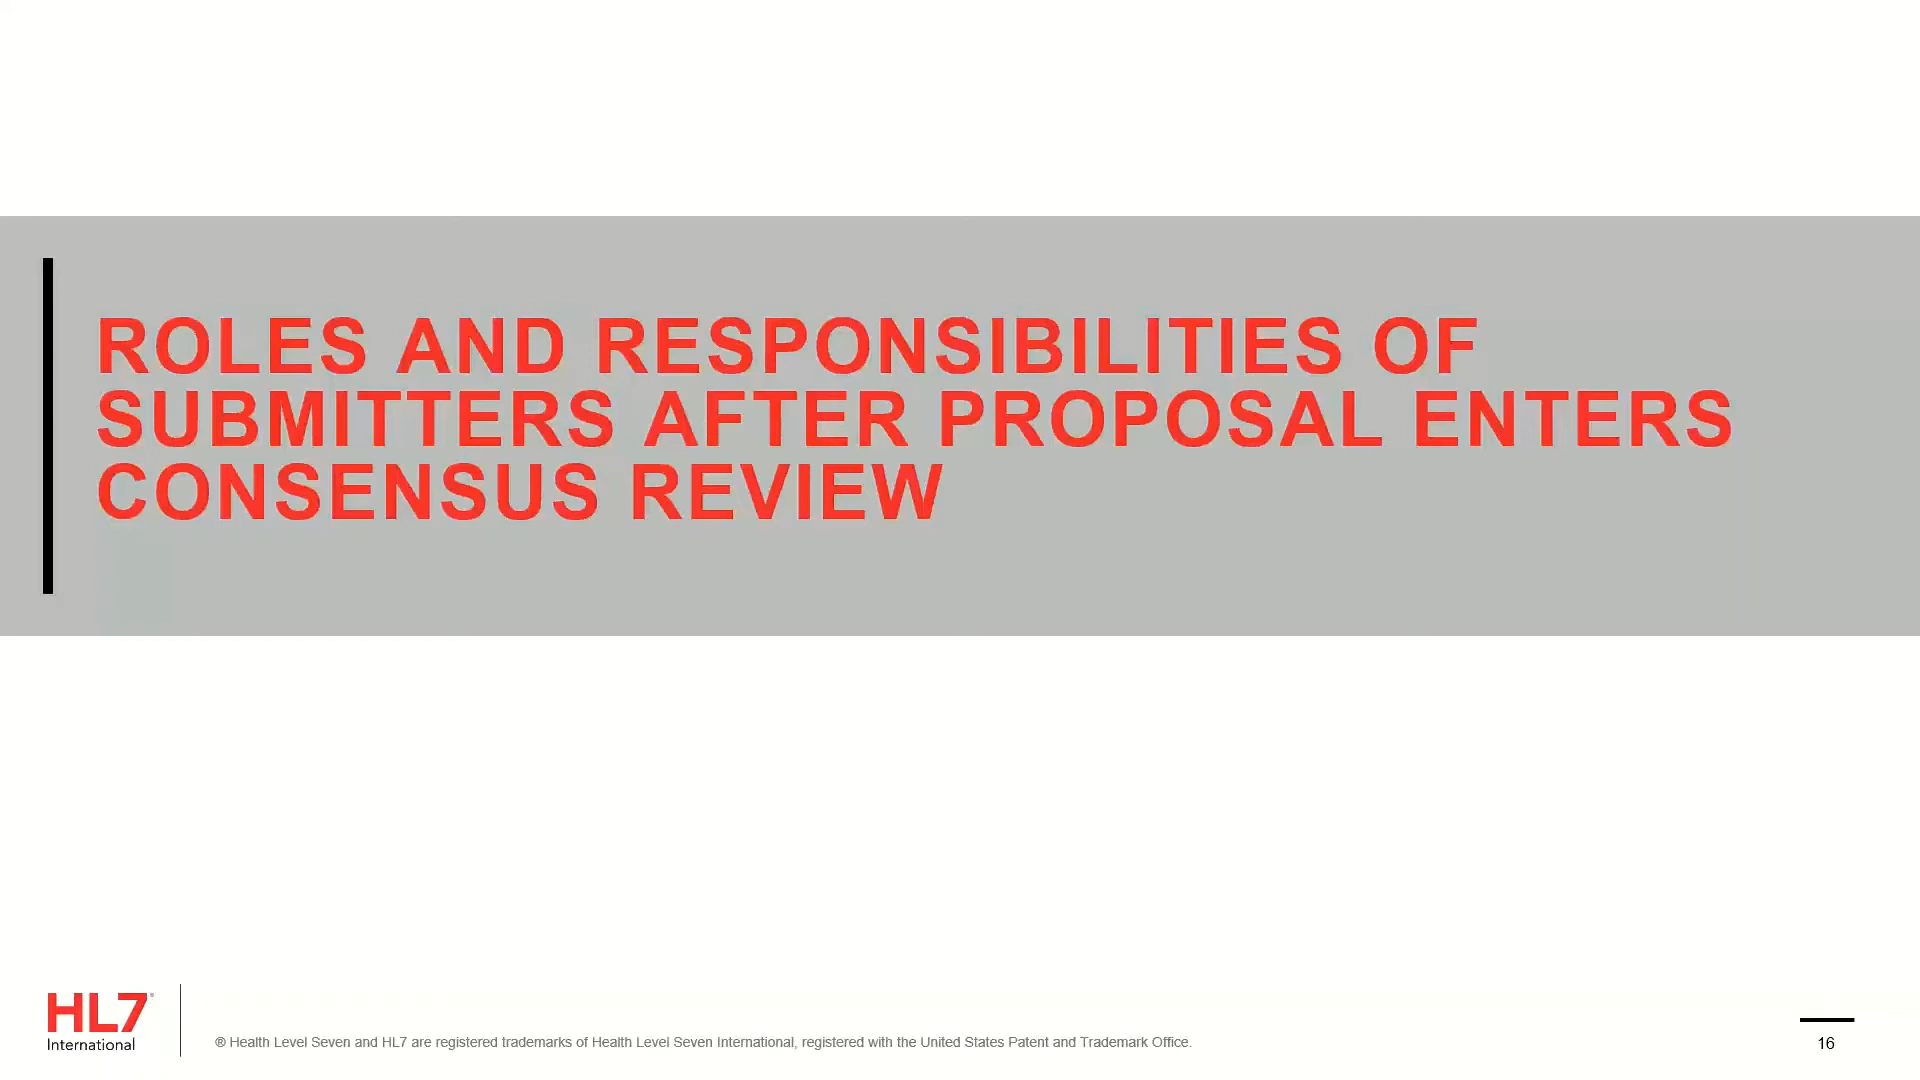 ROLES AND RESPONSIBILITIES OF
SUBMITTERS AFTER PROPOSAL ENTERS
CONSENSUS REVIEW
HL7®
International
® Health Level Seven and HL7 are registered trademarks of Health Level Seven International, registered with the United States Patent and Trademark Office.
16